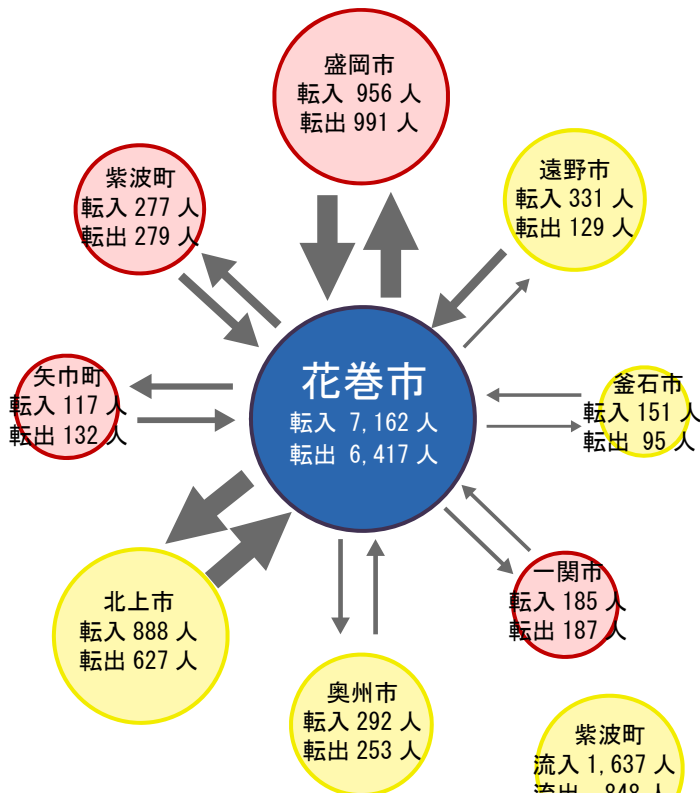 盛岡市
転入 956 人
転出 991 人
遠野市
転入 331 人
転出 129 人
紫波町
転入 277 人
転出 279 人
花巻市
転入 7,162 人
転出 6,417 人
矢巾町
転入 117 人
転出 132 人
釜石市
転入 151 人
転出 95 人
一関市
転入 185 人
転出 187 人
北上市
転入 888 人
転出 627 人
奥州市
転入 292 人
転出 253 人
紫波町
流入 1,637 人
流出 848 人